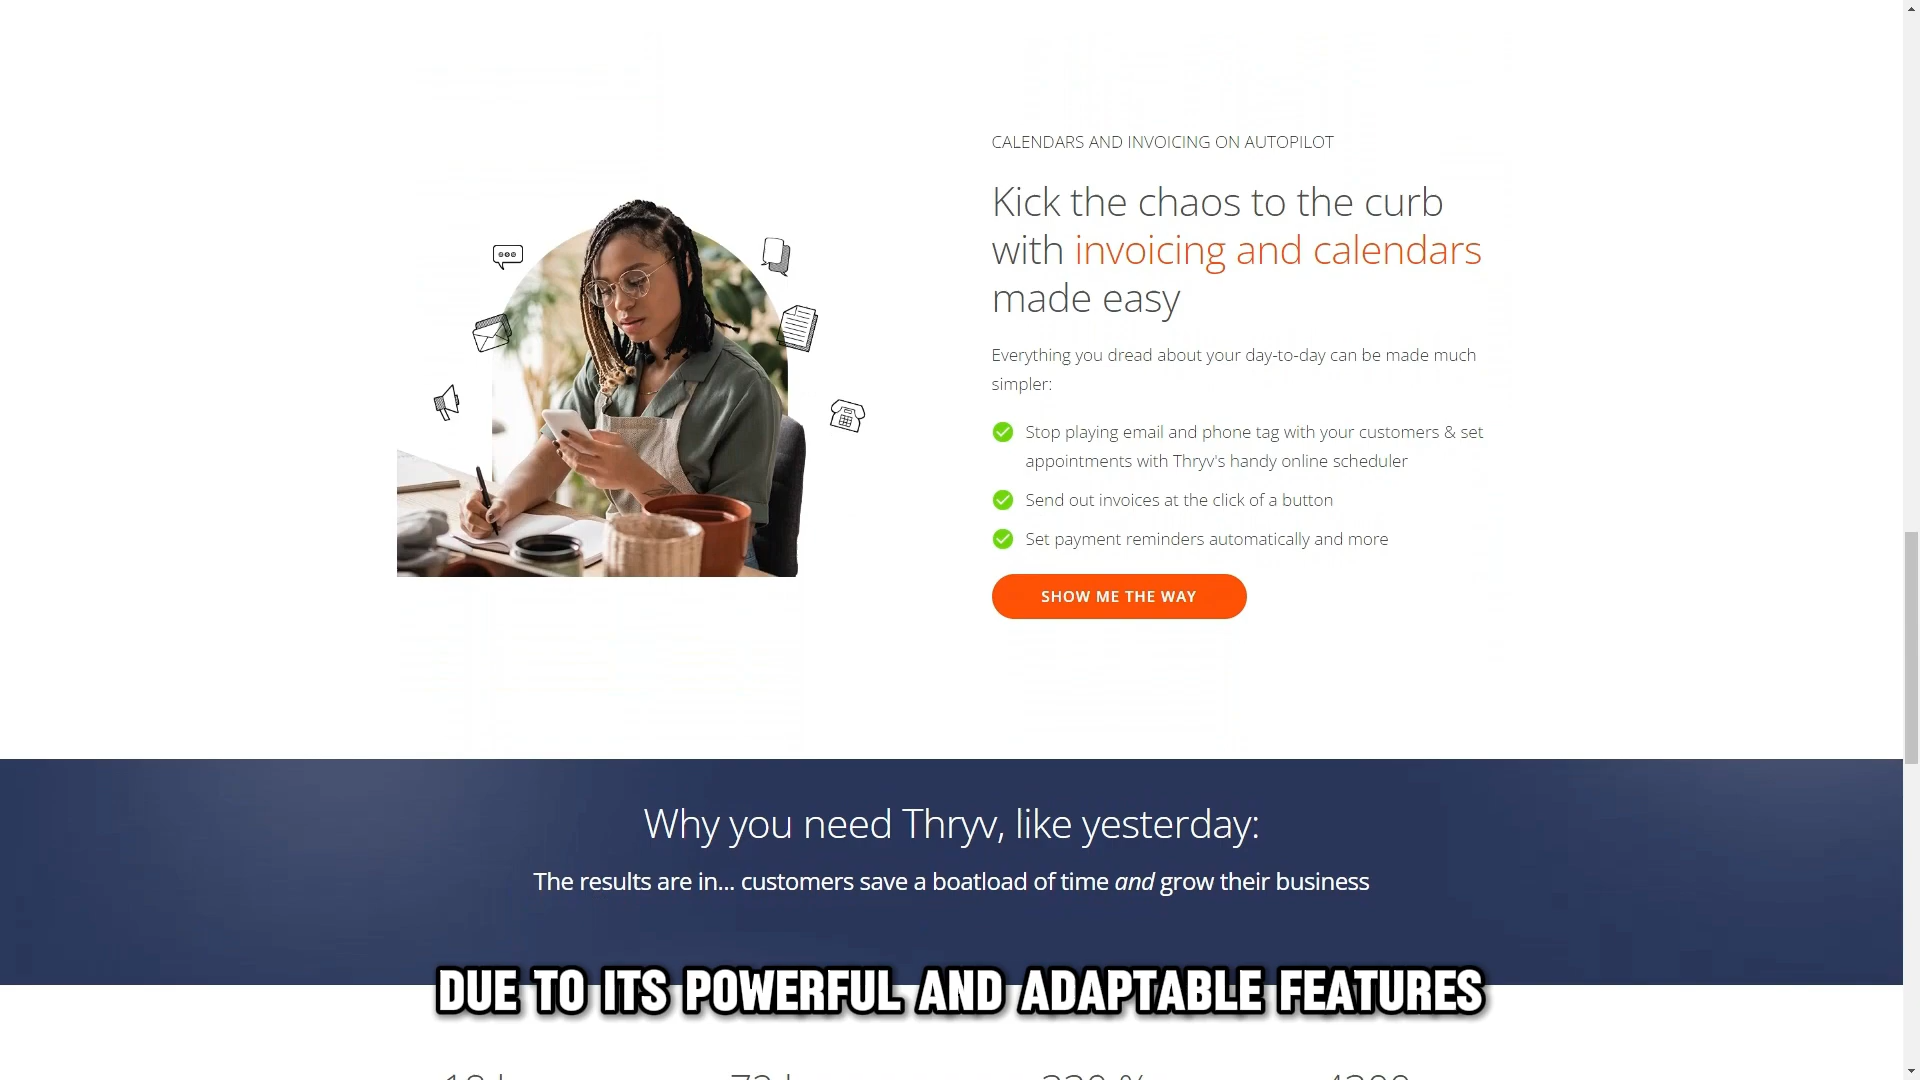 CALENDARS AND INVOICING ON AUTOPILOT
Kick the chaos to the curb
with invoicing and calendars
made easy
Everything you dread about your day-to-day can be made much
simpler:
Stop playing email and phone tag with your customers & set
appointments with Thryv's handy online scheduler
Send out invoices at the click of a button
Set payment reminders automatically and more
SHOW ME THE WAY
Why you need Thryv, like yesterday:
The results are in... customers save a boatload of time and grow their business
DUE TO ITS POWERFUL AND ADAPTABLE FEATURES